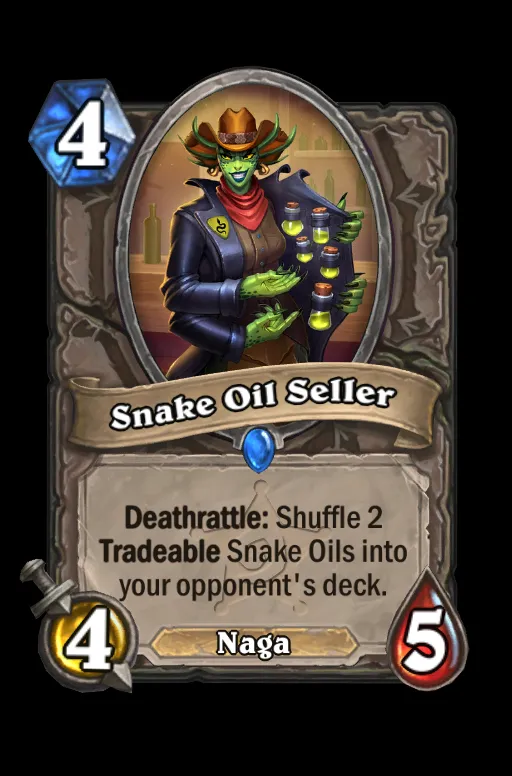 4
Snake Oil Seller
Deathrattle: Shuffle 2
Tradeable Snake Oils into
your opponent's deck.
4
Naga
5